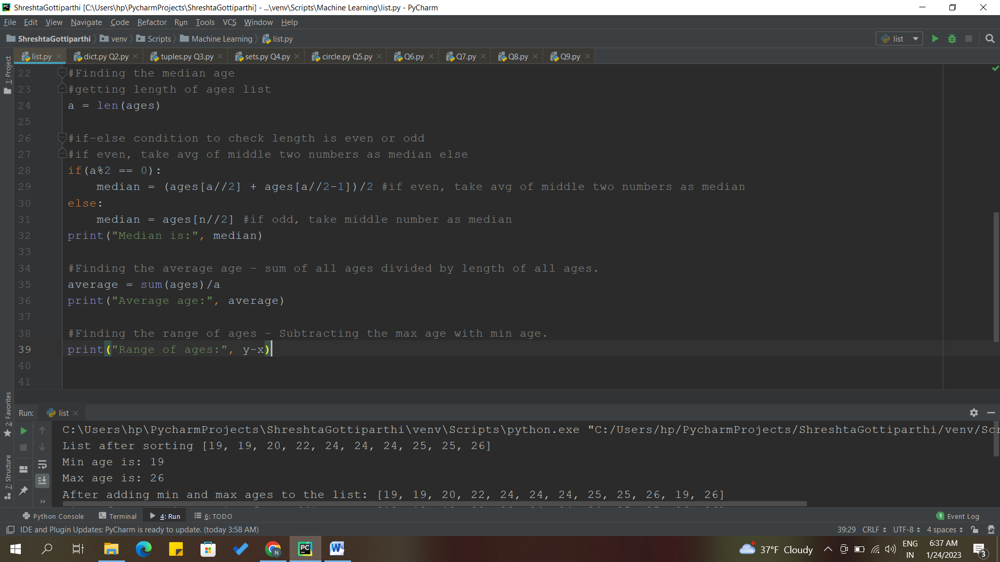 ShreshtaGottiparthi [C:\Users\hp\PycharmProjects\ShreshtaGottiparthi] - ...\venv\Scripts\Machine Learning\list.py - PyCharm
File Edit View Navigate Code Refactor Run Tools VCS Window Help
ShreshtaGottiparthi venv Scripts Machine Learning list.py
list
list.py dict.py Q2.py tuples.py Q3.py sets.py Q4.py circle.py Q5.py Q6.py Q7.py Q8.py Q9.py
1: Project
22 #Finding the median age
23 #getting length of ages list
24 a = len(ages)
25
26 #if-else condition to check length is even or odd
27 #if even, take avg of middle two numbers as median else
28 if(a%2 == 0):
29     median = (ages[a//2] + ages[a//2-1])/2 #if even, take avg of middle two numbers as median
30 else:
31     median = ages[n//2] #if odd, take middle number as median
32 print("Median is:", median)
33
34 #Finding the average age - sum of all ages divided by length of all ages.
35 average = sum(ages)/a
36 print("Average age:", average)
37
38 #Finding the range of ages - Subtracting the max age with min age.
39 print("Range of ages:", y-x)
40
41
2: Favorites
7: Structure
Run: list
C:\Users\hp\PycharmProjects\ShreshtaGottiparthi\venv\Scripts\python.exe "C:/Users/hp/PycharmProjects/ShreshtaGottiparthi/venv/Scr
List after sorting [19, 19, 20, 22, 24, 24, 24, 25, 25, 26]
Min age is: 19
Max age is: 26
After adding min and max ages to the list: [19, 19, 20, 22, 24, 24, 24, 25, 25, 26, 19, 26]
Python Console Terminal 4: Run 6: TODO 1 Event Log
IDE and Plugin Updates: PyCharm is ready to update. (today 3:58 AM) 39:29 CRLF UTF-8 4 spaces
37°F Cloudy
ENG
IN
6:37 AM
1/24/2023
3